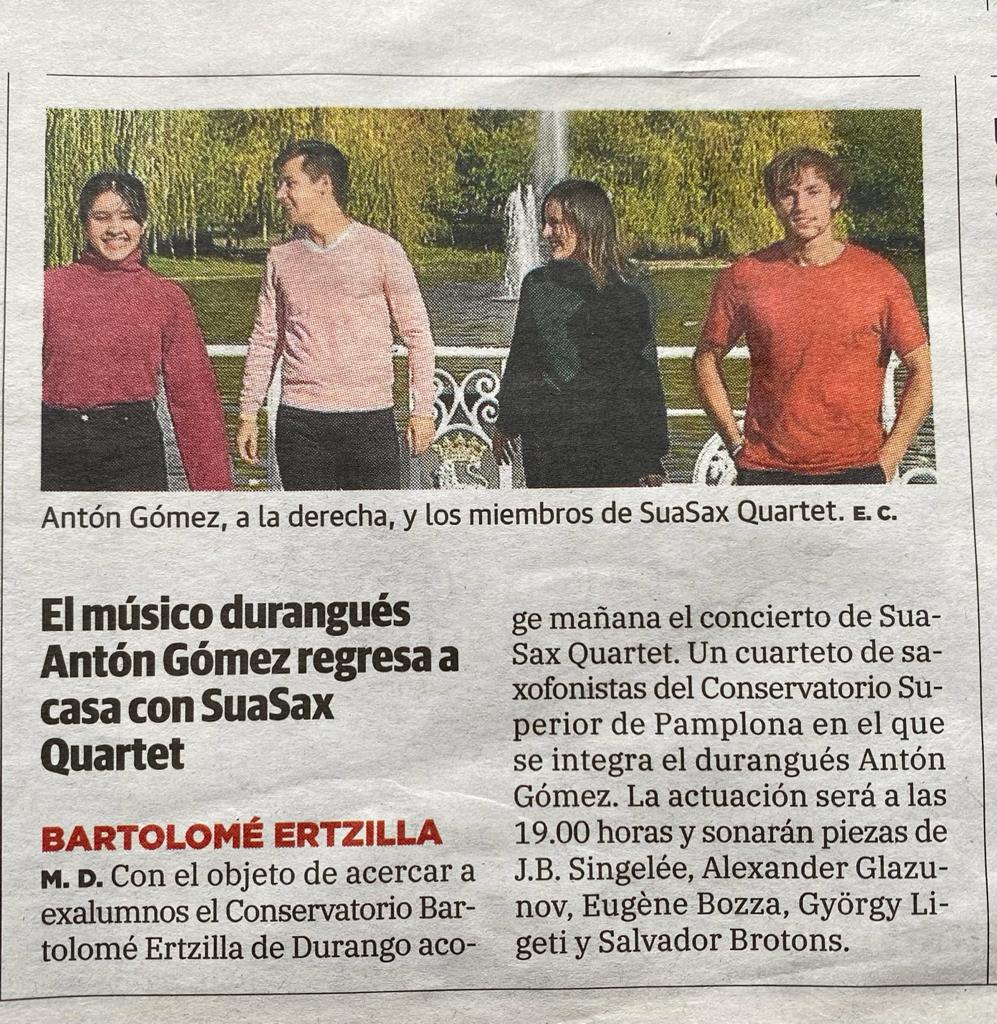 Antón Gómez, a la derecha, y los miembros de SuaSax Quartet. E. C.
El músico durangués
Antón Gómez regresa a
casa con SuaSax
Quartet
BARTOLOMÉ ERTZILLA
M. D. Con el objeto de acercar a
exalumnos el Conservatorio Bar-
tolomé Ertzilla de Durango aco-
ge mañana el concierto de Sua-
Sax Quartet. Un cuarteto de sa-
xofonistas del Conservatorio Su-
perior de Pamplona en el que
se integra el durangués Antón
Gómez. La actuación será a las
19.00 horas y sonarán piezas de
J.B. Singelée, Alexander Glazu-
nov, Eugène Bozza, György Li-
geti y Salvador Brotons.